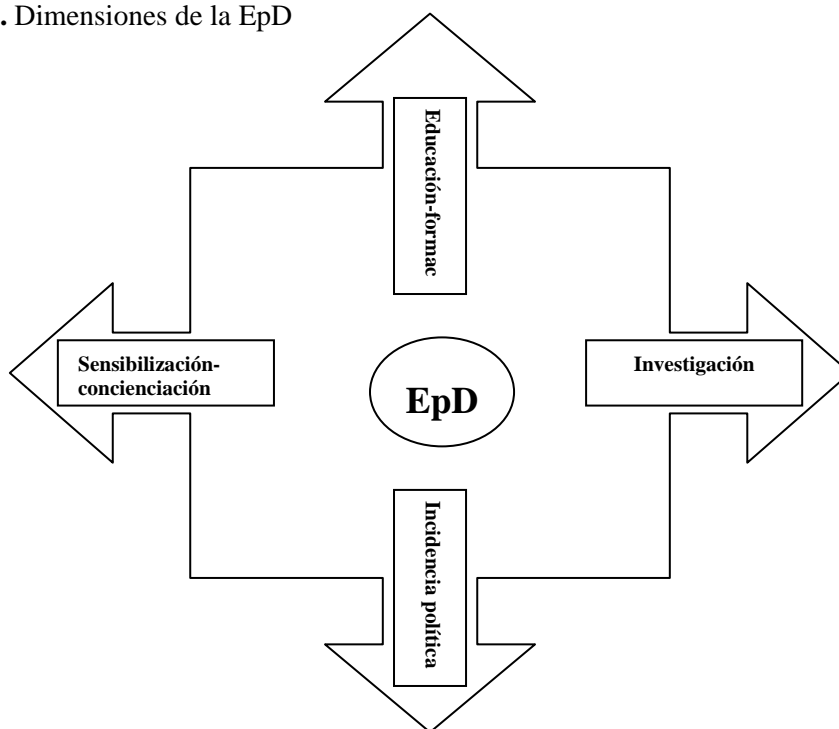 . Dimensiones de la EpD
Educación-formac
Sensibilización-
concienciación
EpD
Investigación
Incidencia política